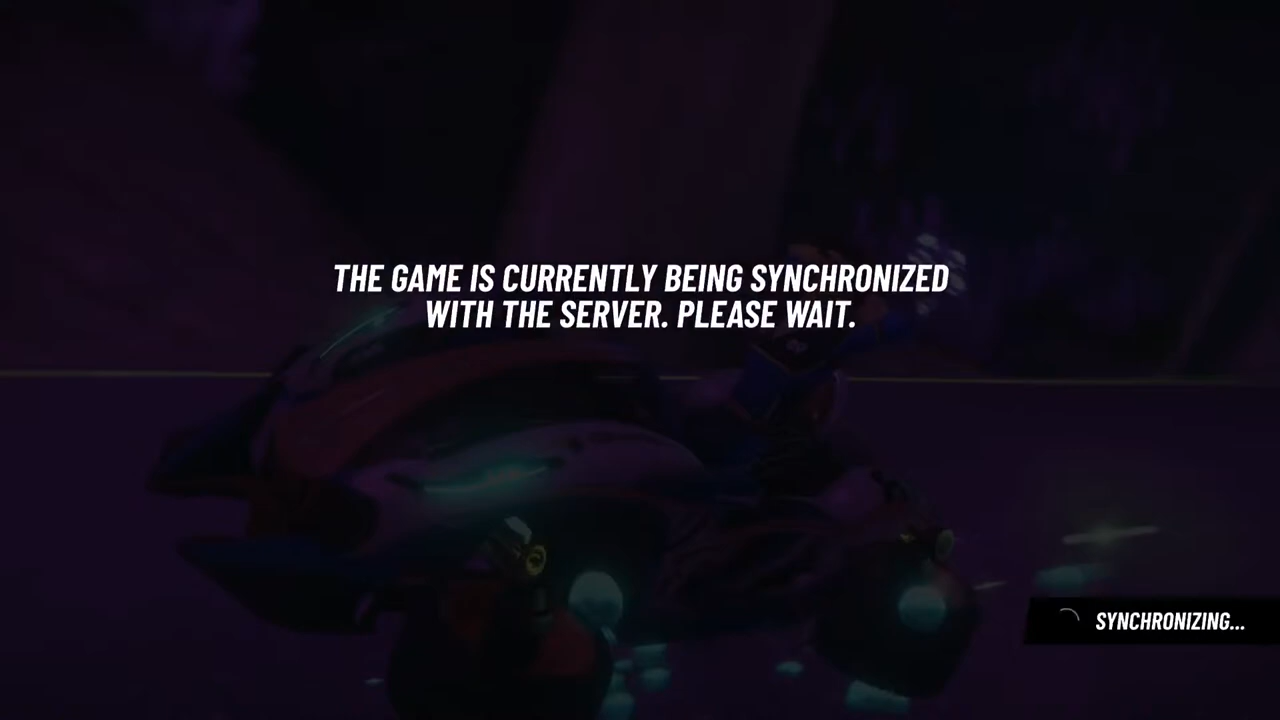 THE GAME IS CURRENTLY BEING SYNCHRONIZED
WITH THE SERVER. PLEASE WAIT.
SYNCHRONIZING...